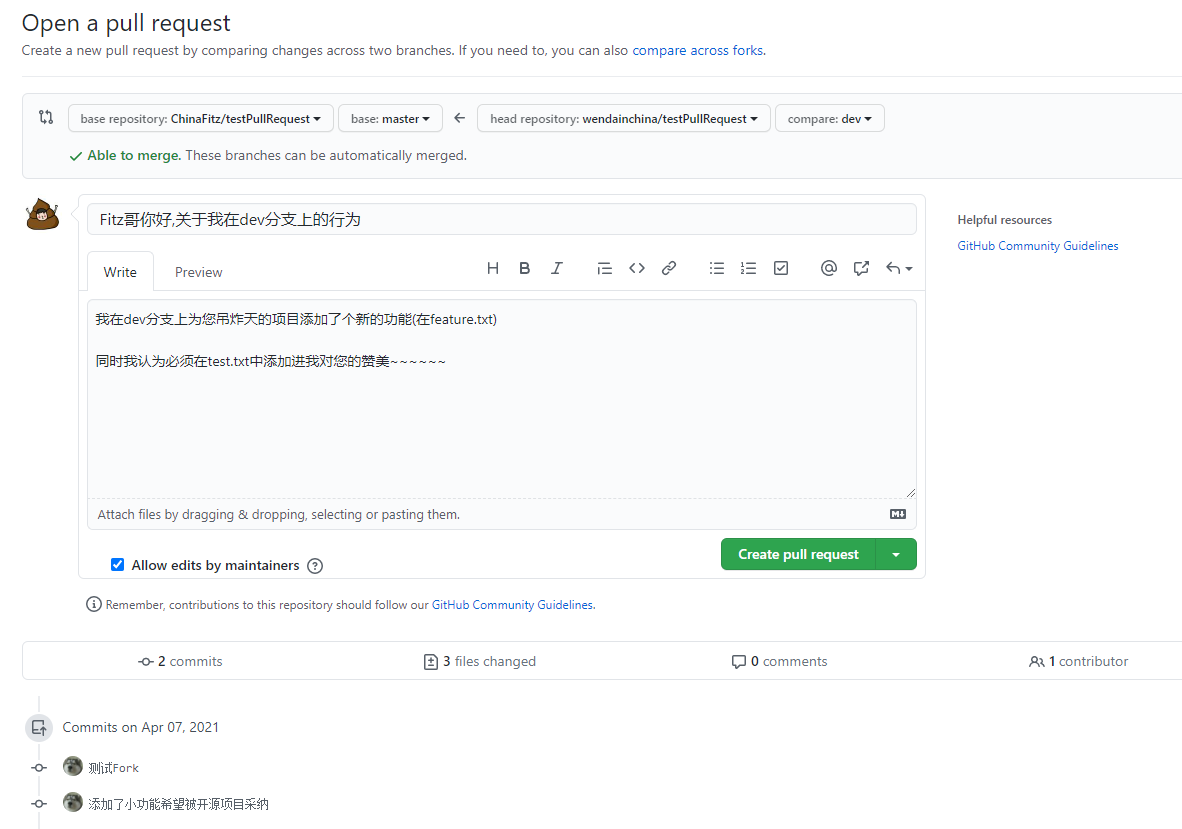 Open a pull request
Create a new pull request by comparing changes across two branches. If you need to, you can also compare across forks.
base repository: ChinaFitz/testPullRequest base: master ← head repository: wendainchina/testPullRequest compare: dev
Able to merge. These branches can be automatically merged.
Fitz哥你好,关于我在dev分支上的行为
Helpful resources
GitHub Community Guidelines
Write Preview
我在dev分支上为您吊炸天的项目添加了个新的功能(在feature.txt)
同时我认为必须在test.txt中添加进我对您的赞美~~~~~~
Attach files by dragging & dropping, selecting or pasting them.
Allow edits by maintainers
Create pull request
Remember, contributions to this repository should follow our GitHub Community Guidelines.
2 commits 3 files changed 0 comments 1 contributor
Commits on Apr 07, 2021
测试Fork
添加了小功能希望被开源项目采纳